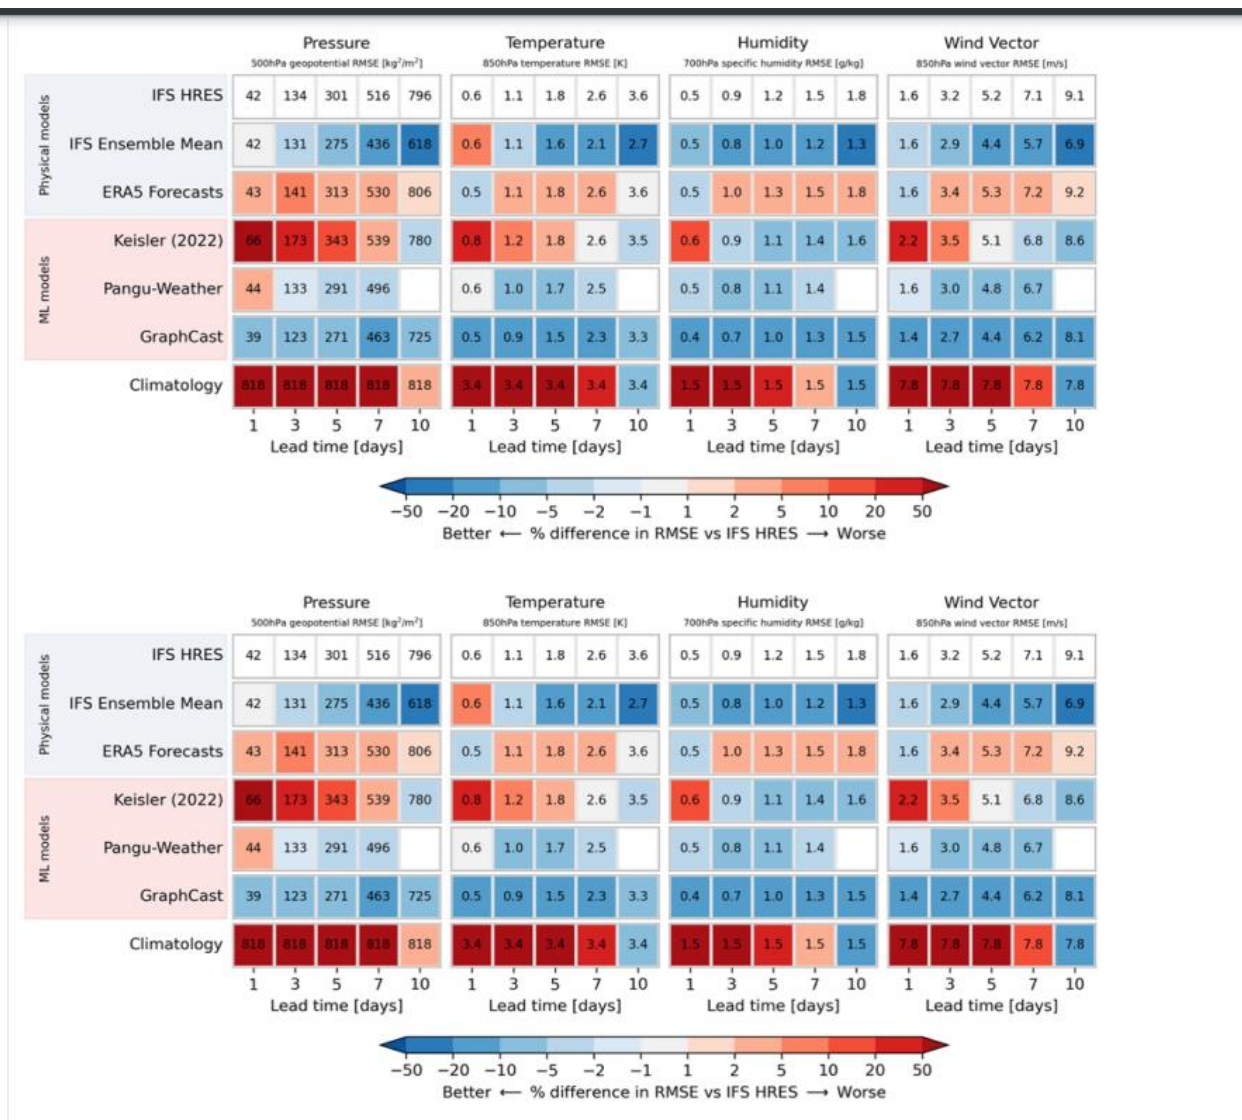 Pressure Temperature Humidity Wind Vector
500hPa geopotential RMSE [kg²/m²] 850hPa temperature RMSE [K] 700hPa specific humidity RMSE [g/kg] 850hPa wind vector RMSE [m/s]
Physical models
IFS HRES 42 134 301 516 796 0.6 1.1 1.8 2.6 3.6 0.5 0.9 1.2 1.5 1.8 1.6 3.2 5.2 7.1 9.1
IFS Ensemble Mean 42 131 275 436 618 0.6 1.1 1.6 2.1 2.7 0.5 0.8 1.0 1.2 1.3 1.6 2.9 4.4 5.7 6.9
ERA5 Forecasts 43 141 313 530 806 0.5 1.1 1.8 2.6 3.6 0.5 1.0 1.3 1.5 1.8 1.6 3.4 5.3 7.2 9.2
ML models
Keisler (2022) 66 173 343 539 780 0.8 1.2 1.8 2.6 3.5 0.6 0.9 1.1 1.4 1.6 2.2 3.5 5.1 6.8 8.6
Pangu-Weather 44 133 291 496 0.6 1.0 1.7 2.5 0.5 0.8 1.1 1.4 1.6 3.0 4.8 6.7
GraphCast 39 123 271 463 725 0.5 0.9 1.5 2.3 3.3 0.4 0.7 1.0 1.3 1.5 1.4 2.7 4.4 6.2 8.1
Climatology 818 818 818 818 818 3.4 3.4 3.4 3.4 3.4 1.5 1.5 1.5 1.5 1.5 7.8 7.8 7.8 7.8 7.8
1 3 5 7 10 1 3 5 7 10 1 3 5 7 10 1 3 5 7 10
Lead time [days] Lead time [days] Lead time [days] Lead time [days]
−50 −20 −10 −5 −2 −1 1 2 5 10 20 50
Better ← % difference in RMSE vs IFS HRES → Worse
Pressure Temperature Humidity Wind Vector
500hPa geopotential RMSE [kg²/m²] 850hPa temperature RMSE [K] 700hPa specific humidity RMSE [g/kg] 850hPa wind vector RMSE [m/s]
Physical models
IFS HRES 42 134 301 516 796 0.6 1.1 1.8 2.6 3.6 0.5 0.9 1.2 1.5 1.8 1.6 3.2 5.2 7.1 9.1
IFS Ensemble Mean 42 131 275 436 618 0.6 1.1 1.6 2.1 2.7 0.5 0.8 1.0 1.2 1.3 1.6 2.9 4.4 5.7 6.9
ERA5 Forecasts 43 141 313 530 806 0.5 1.1 1.8 2.6 3.6 0.5 1.0 1.3 1.5 1.8 1.6 3.4 5.3 7.2 9.2
ML models
Keisler (2022) 66 173 343 539 780 0.8 1.2 1.8 2.6 3.5 0.6 0.9 1.1 1.4 1.6 2.2 3.5 5.1 6.8 8.6
Pangu-Weather 44 133 291 496 0.6 1.0 1.7 2.5 0.5 0.8 1.1 1.4 1.6 3.0 4.8 6.7
GraphCast 39 123 271 463 725 0.5 0.9 1.5 2.3 3.3 0.4 0.7 1.0 1.3 1.5 1.4 2.7 4.4 6.2 8.1
Climatology 818 818 818 818 818 3.4 3.4 3.4 3.4 3.4 1.5 1.5 1.5 1.5 1.5 7.8 7.8 7.8 7.8 7.8
1 3 5 7 10 1 3 5 7 10 1 3 5 7 10 1 3 5 7 10
Lead time [days] Lead time [days] Lead time [days] Lead time [days]
−50 −20 −10 −5 −2 −1 1 2 5 10 20 50
Better ← % difference in RMSE vs IFS HRES → Worse